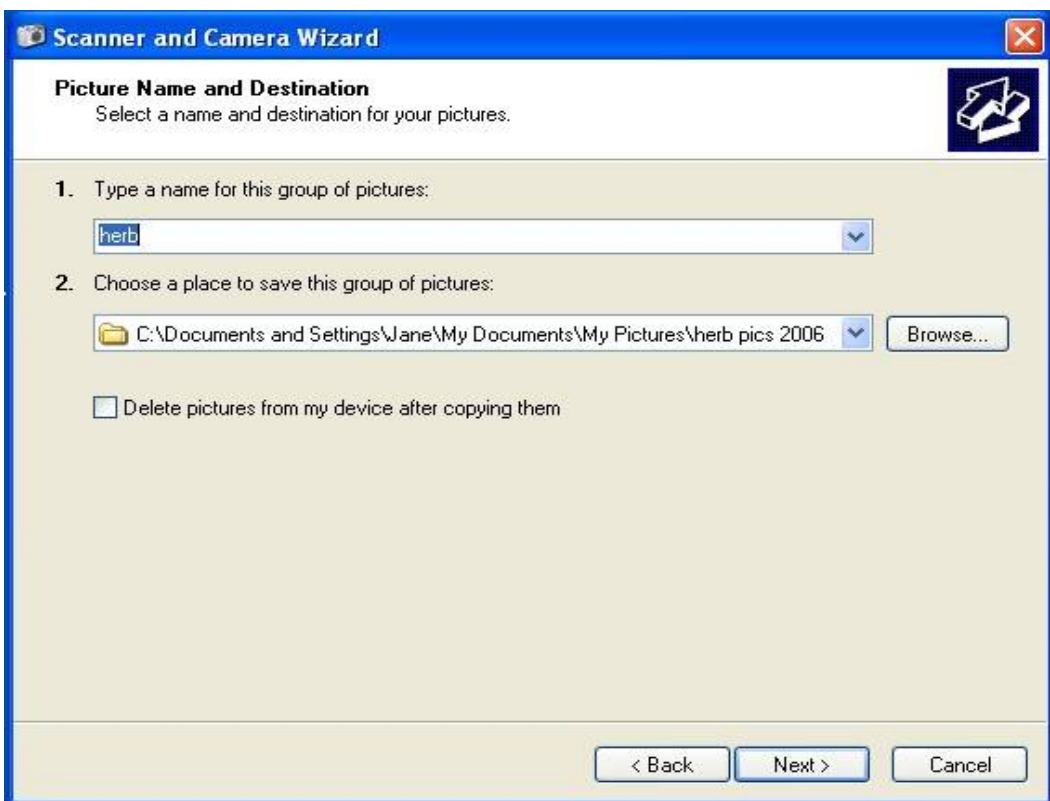 Scanner and Camera Wizard
Picture Name and Destination
Select a name and destination for your pictures.
1. Type a name for this group of pictures:
herb
2. Choose a place to save this group of pictures:
C:\Documents and Settings\Jane\My Documents\My Pictures\herb pics 2006
Browse...
Delete pictures from my device after copying them
< Back Next > Cancel